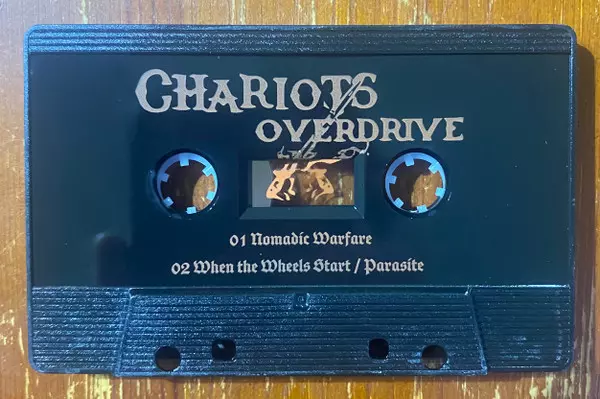 CHARIOTS
OVERDRIVE
01 Nomadic Warfare
02 When the Wheels Start / Parasite